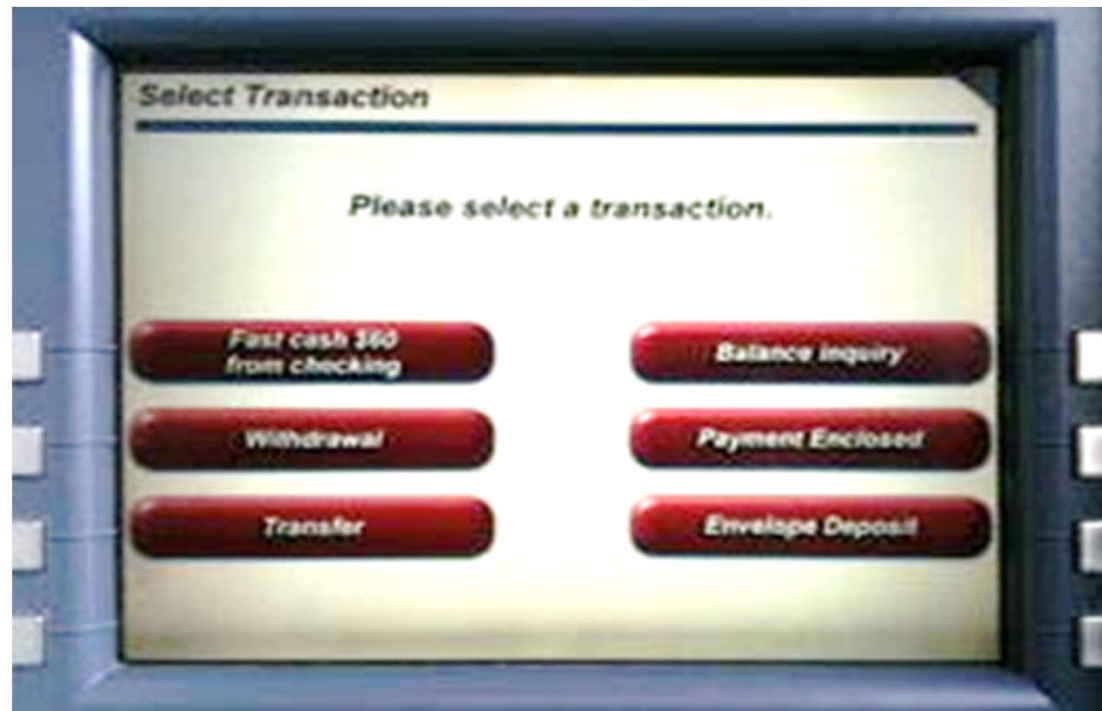 Select Transaction
Please select a transaction.
Fast cash $60
from checking
Balance inquiry
Withdrawal
Payment Enclosed
Transfer
Envelope Deposit